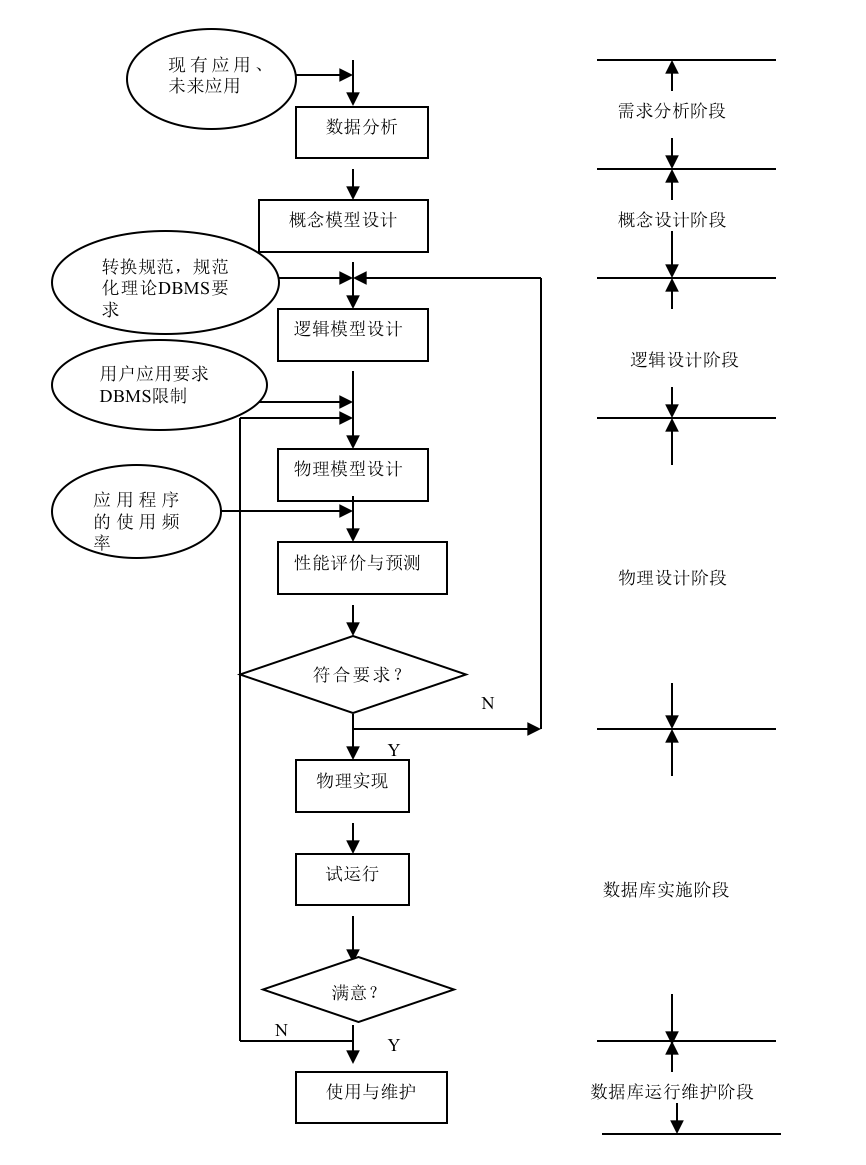 现有应用、
未来应用
需求分析阶段
数据分析
概念模型设计
概念设计阶段
转换规范，规范
化理论DBMS要
求
逻辑模型设计
逻辑设计阶段
用户应用要求
DBMS限制
物理模型设计
应用程序
的使用频
率
性能评价与预测
物理设计阶段
符合要求？
N
Y
物理实现
试运行
数据库实施阶段
满意？
N
Y
使用与维护
数据库运行维护阶段